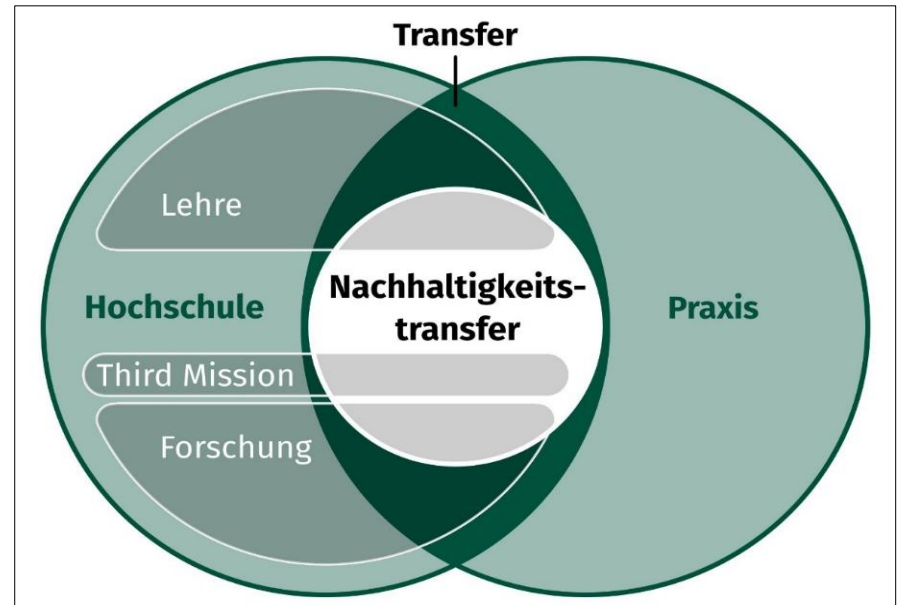 Transfer
Lehre
Hochschule
Nachhaltigkeits-
transfer
Praxis
Third Mission
Forschung